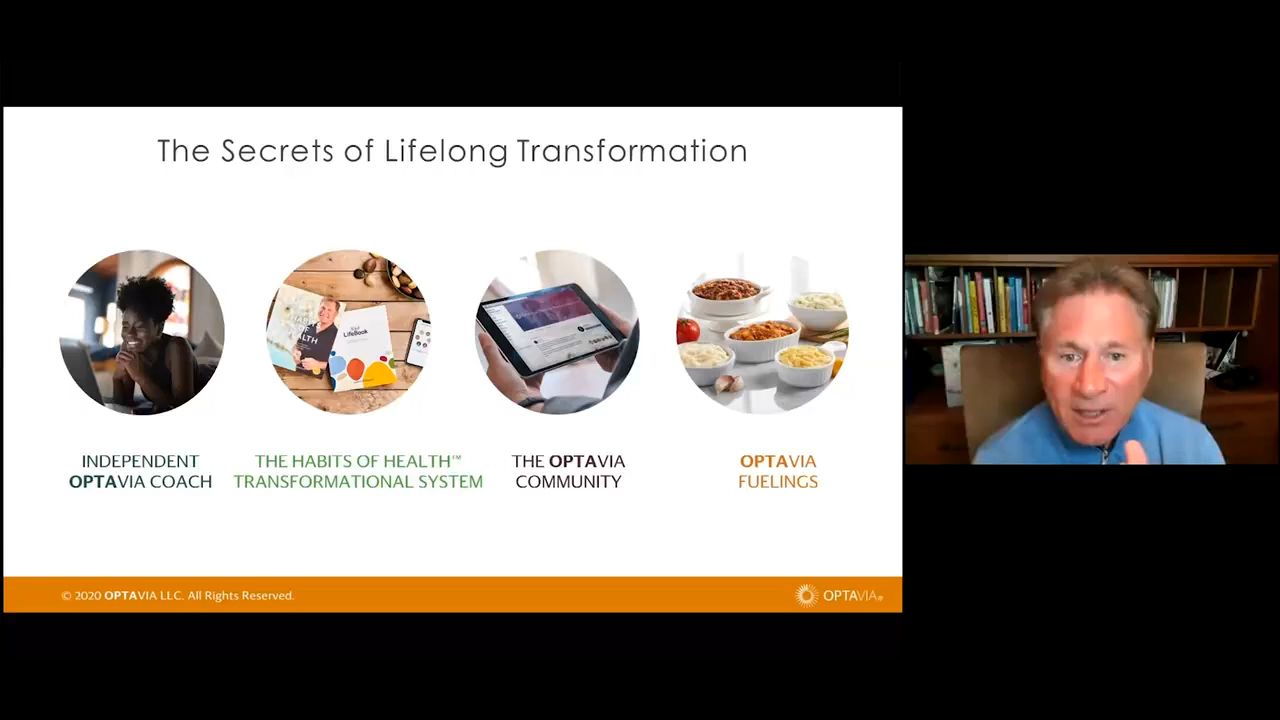 The Secrets of Lifelong Transformation
LifeBook
INDEPENDENT
OPTAVIA COACH
THE HABITS OF HEALTH™
TRANSFORMATIONAL SYSTEM
THE OPTAVIA
COMMUNITY
OPTAVIA
FUELINGS
© 2020 OPTAVIA LLC. All Rights Reserved.
OPTAVIA®